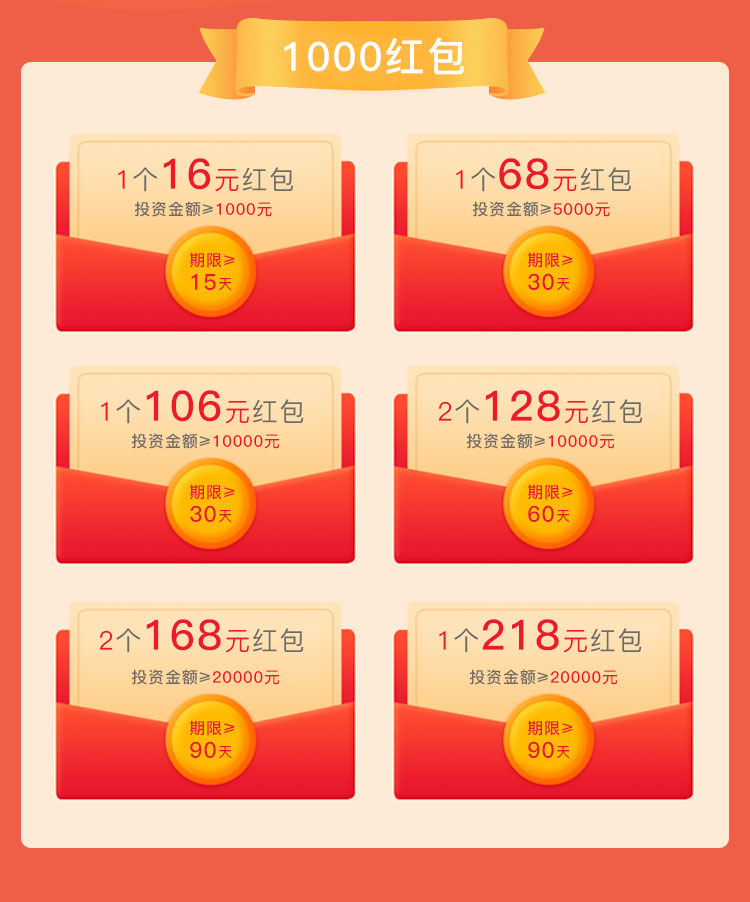 1000红包
1个16元红包
投资金额≥1000元
期限≥
15天
1个68元红包
投资金额≥5000元
期限≥
30天
1个106元红包
投资金额≥10000元
期限≥
30天
2个128元红包
投资金额≥10000元
期限≥
60天
2个168元红包
投资金额≥20000元
期限≥
90天
1个218元红包
投资金额≥20000元
期限≥
90天